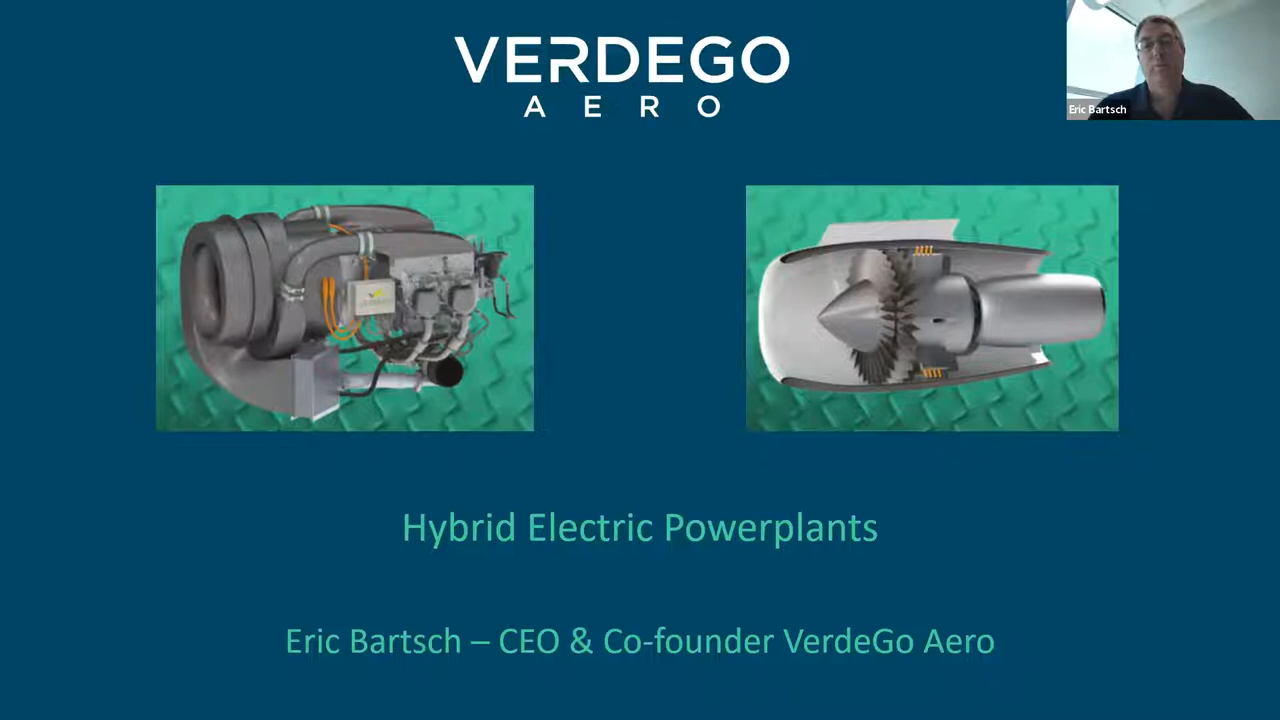 VERDEGO
AERO
Eric Bartsch
Hybrid Electric Powerplants
Eric Bartsch – CEO & Co-founder VerdeGo Aero